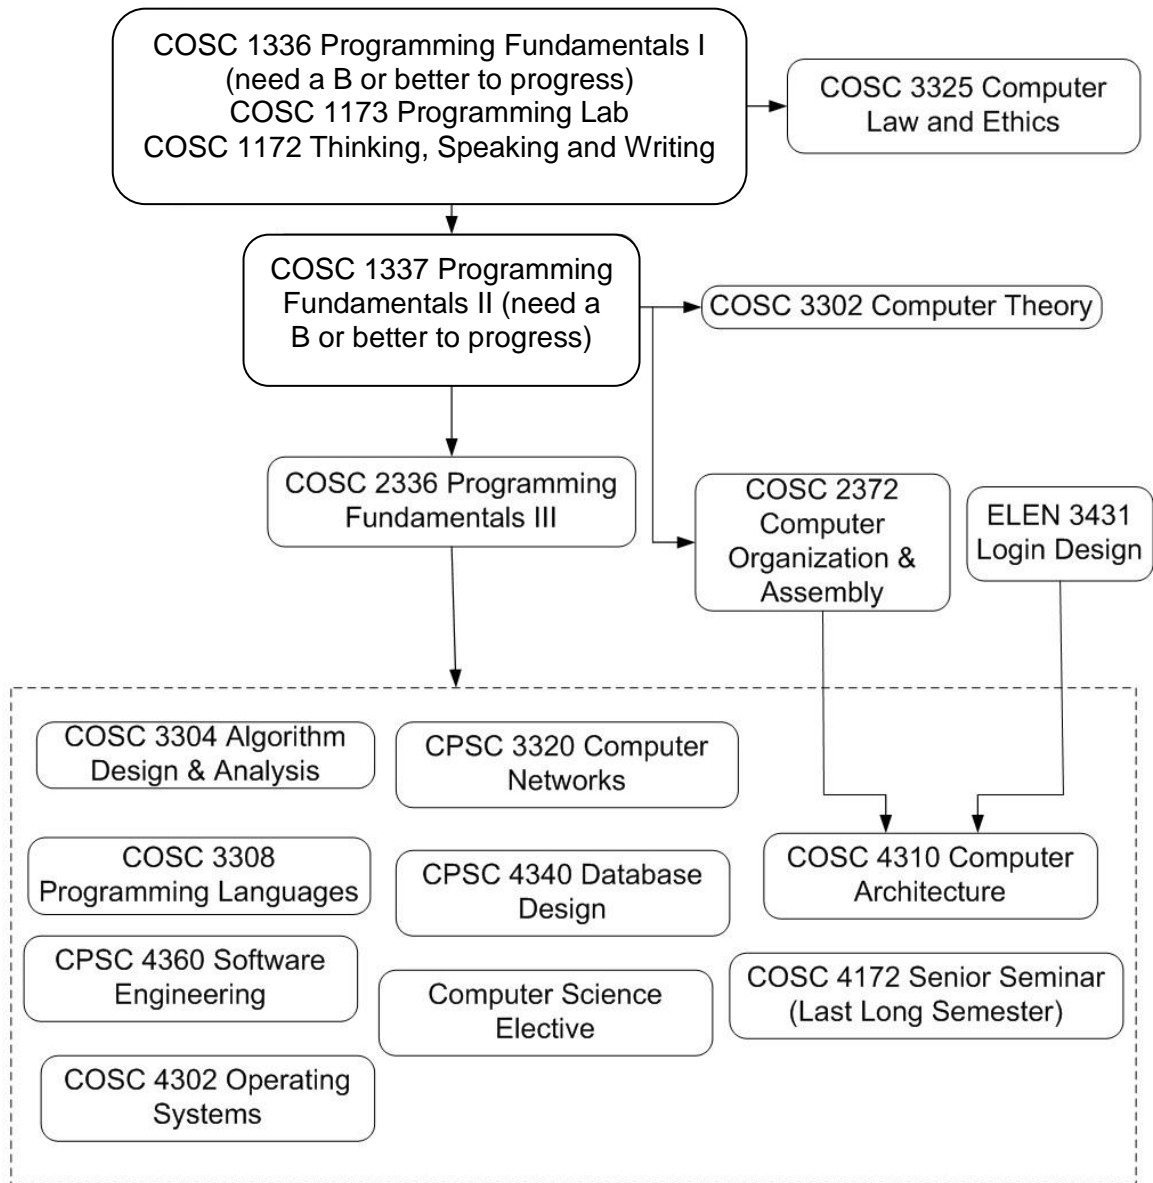 COSC 1336 Programming Fundamentals I
(need a B or better to progress)
COSC 1173 Programming Lab
COSC 1172 Thinking, Speaking and Writing
COSC 3325 Computer
Law and Ethics
COSC 1337 Programming
Fundamentals II (need a
B or better to progress)
COSC 3302 Computer Theory
COSC 2336 Programming
Fundamentals III
COSC 2372
Computer
Organization &
Assembly
ELEN 3431
Login Design
COSC 3304 Algorithm
Design & Analysis
CPSC 3320 Computer
Networks
COSC 3308
Programming Languages
CPSC 4340 Database
Design
COSC 4310 Computer
Architecture
CPSC 4360 Software
Engineering
Computer Science
Elective
COSC 4172 Senior Seminar
(Last Long Semester)
COSC 4302 Operating
Systems